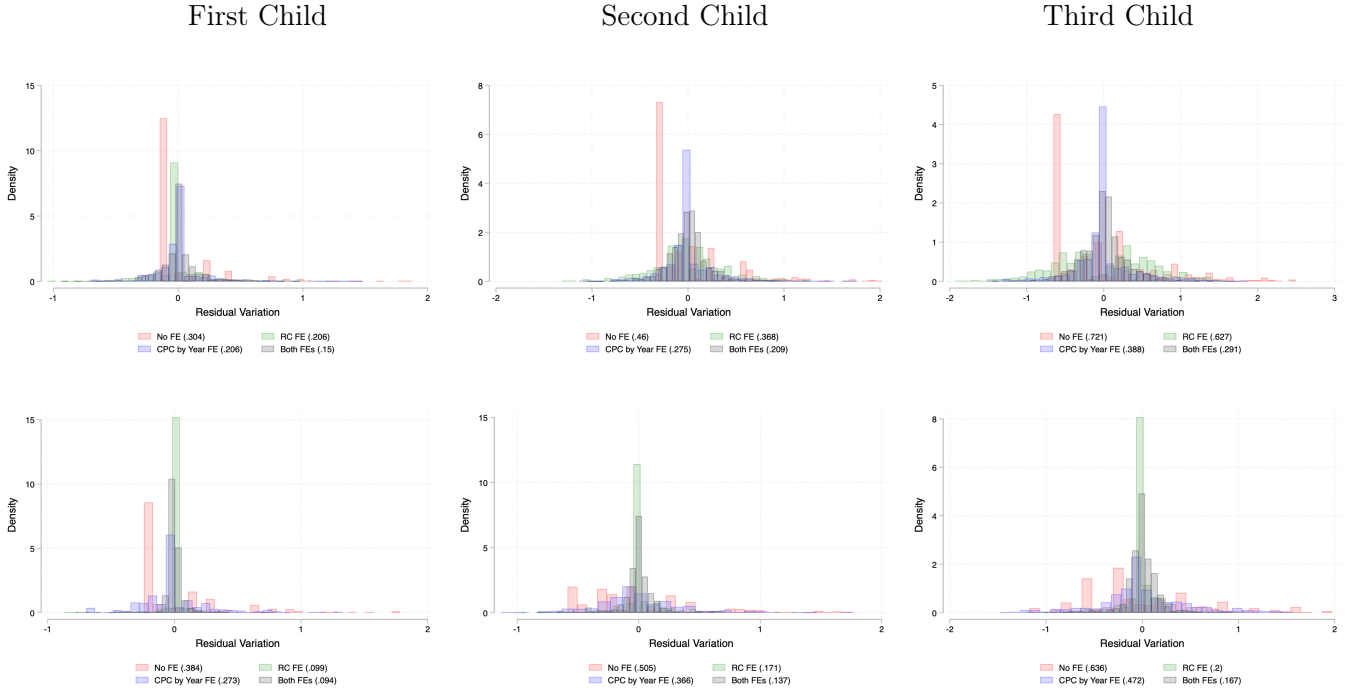 First Child
Second Child
Third Child
15
10
5
0
Density
-1
0
1
2
Residual Variation
No FE (.304)
RC FE (.206)
CPC by Year FE (.206)
Both FEs (.15)
8
6
4
2
0
Density
-2
-1
0
1
2
Residual Variation
No FE (.46)
RC FE (.368)
CPC by Year FE (.275)
Both FEs (.209)
5
4
3
2
1
0
Density
-2
-1
0
1
2
3
Residual Variation
No FE (.721)
RC FE (.627)
CPC by Year FE (.388)
Both FEs (.291)
15
10
5
0
Density
-1
0
1
2
Residual Variation
No FE (.384)
RC FE (.099)
CPC by Year FE (.273)
Both FEs (.094)
15
10
5
0
Density
-1
0
1
2
Residual Variation
No FE (.505)
RC FE (.171)
CPC by Year FE (.366)
Both FEs (.137)
8
6
4
2
0
Density
-2
-1
0
1
2
Residual Variation
No FE (.636)
RC FE (.2)
CPC by Year FE (.472)
Both FEs (.167)